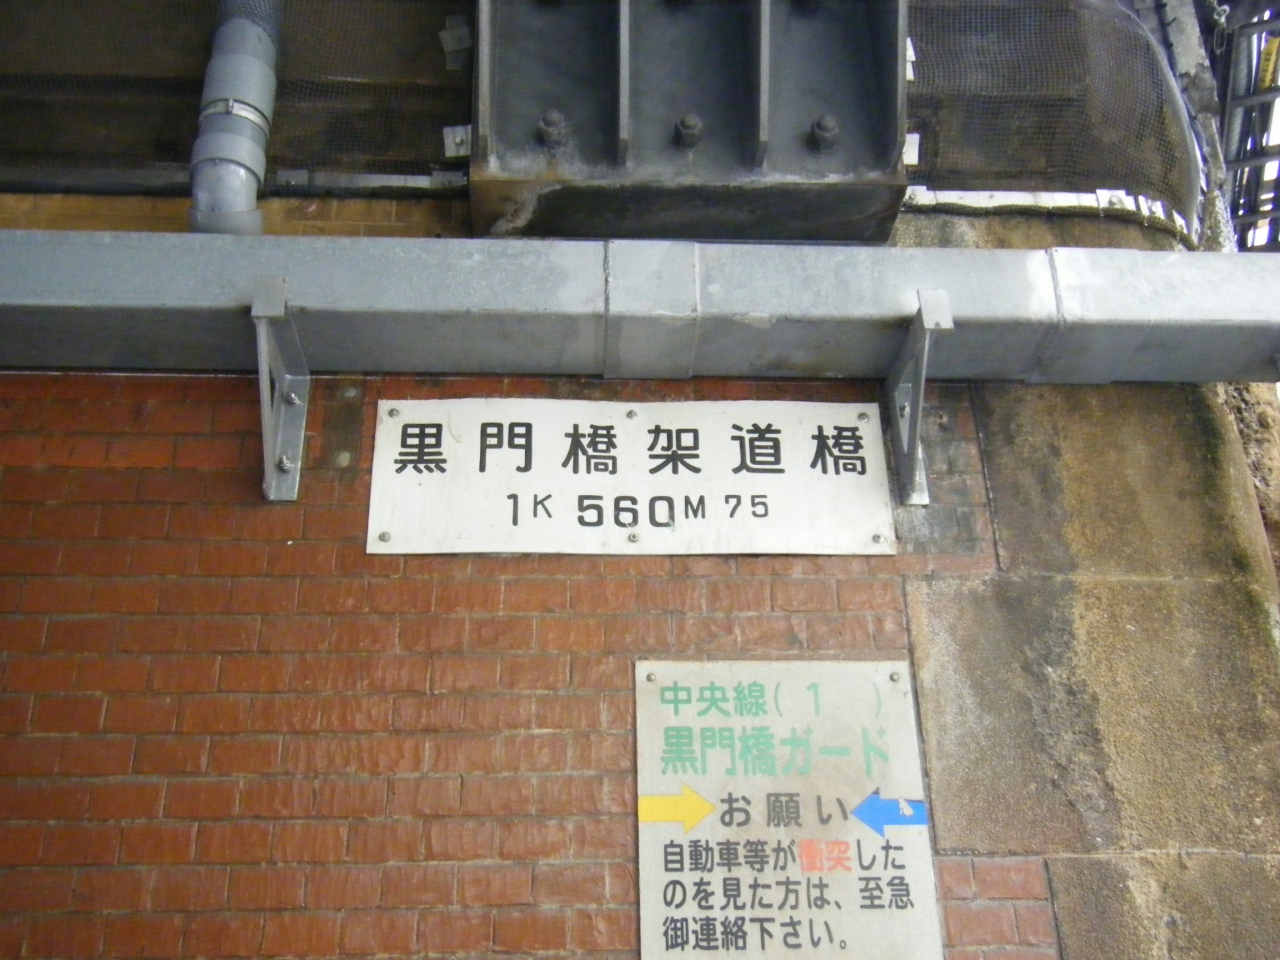 黒門橋架道橋
1K 560M 75
中央線(1 )
黒門橋ガード
お願い
自動車等が衝突した
のを見た方は、至急
御連絡下さい。